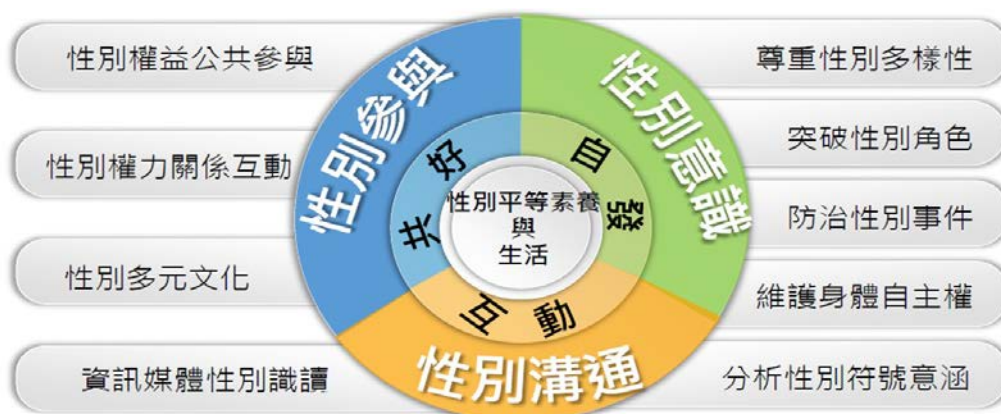 性別權益公共參與
性別權力關係互動
性別多元文化
資訊媒體性別識讀
性別參與
性別意識
性別溝通
共好
自發
互動
性別平等素養
與
生活
尊重性別多樣性
突破性別角色
防治性別事件
維護身體自主權
分析性別符號意涵